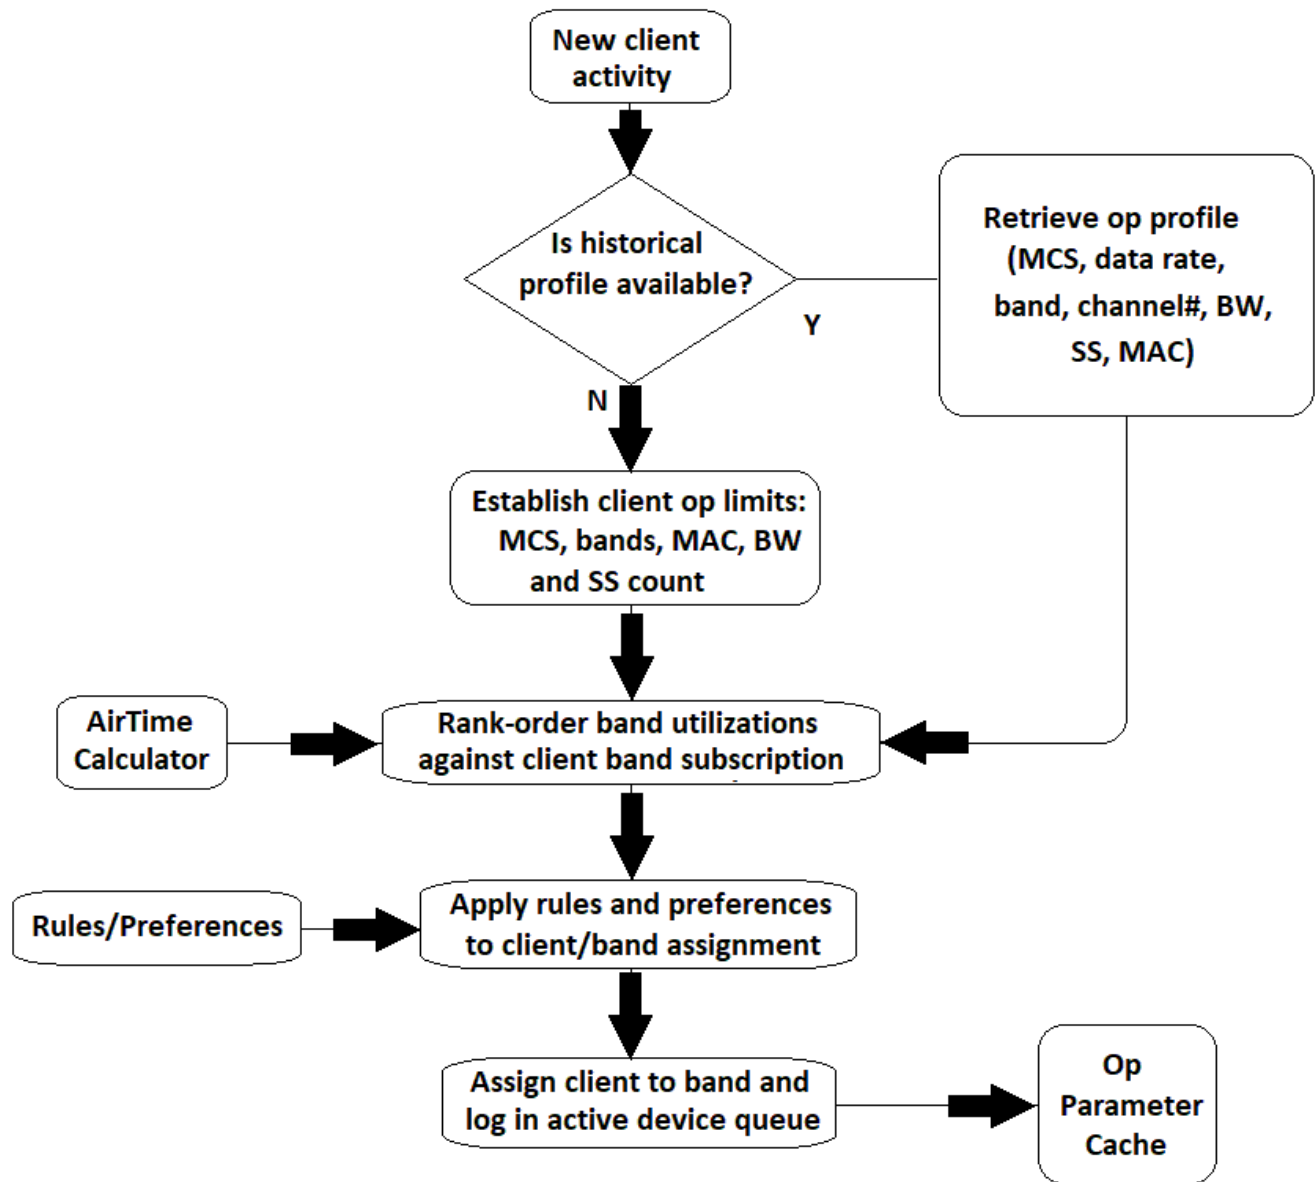 New client
activity
Is historical
profile available?
Y
N
Retrieve op profile
(MCS, data rate,
band, channel#, BW,
SS, MAC)
Establish client op limits:
MCS, bands, MAC, BW
and SS count
AirTime
Calculator
Rank-order band utilizations
against client band subscription
Rules/Preferences
Apply rules and preferences
to client/band assignment
Assign client to band and
log in active device queue
Op
Parameter
Cache